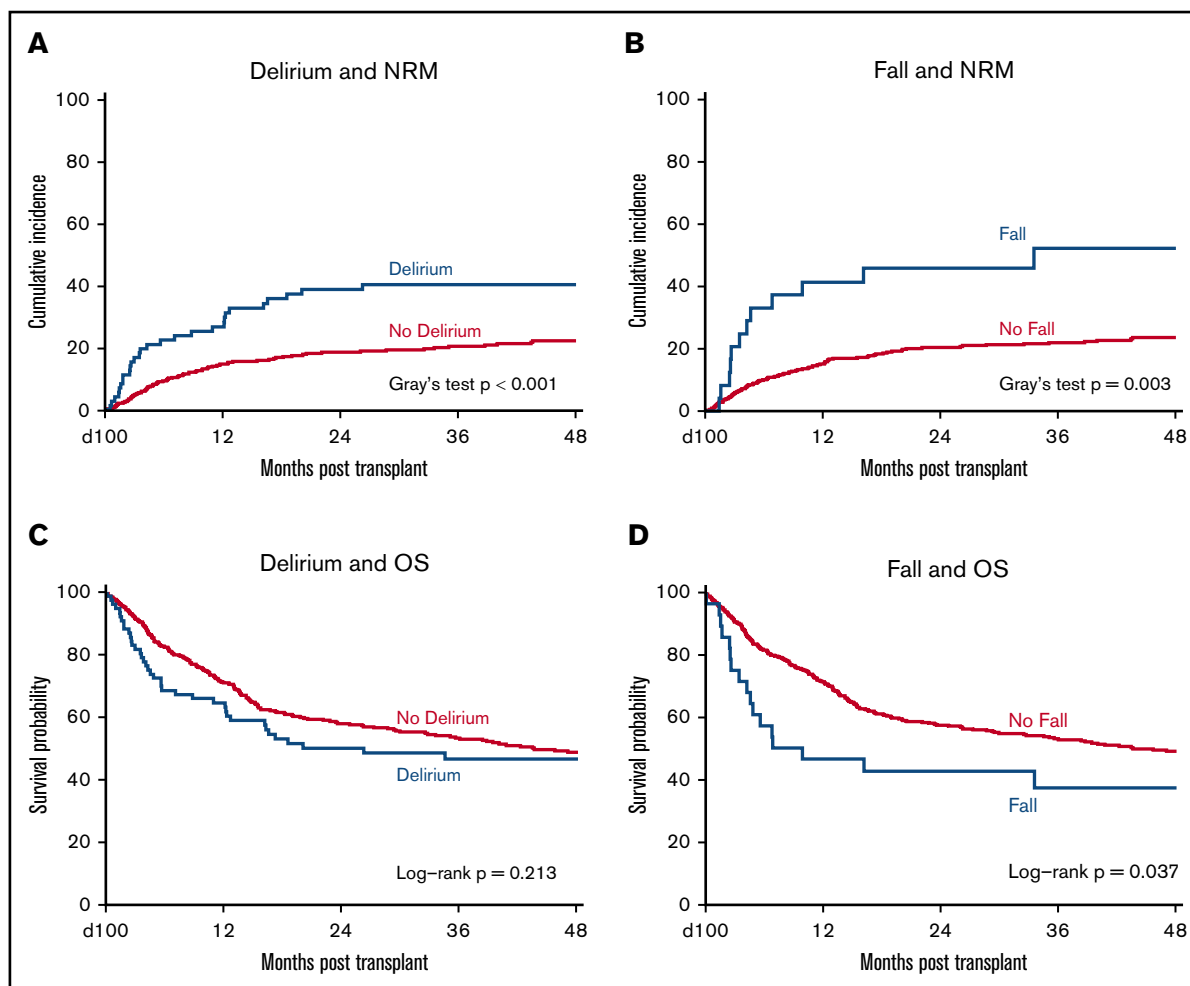 A
Delirium and NRM
Cumulative incidence
100
80
60
40
20
0
Delirium
No Delirium
Gray's test p < 0.001
d100 12 24 36 48
Months post transplant
B
Fall and NRM
Cumulative incidence
100
80
60
40
20
0
Fall
No Fall
Gray's test p = 0.003
d100 12 24 36 48
Months post transplant
C
Delirium and OS
Survival probability
100
80
60
40
20
0
No Delirium
Delirium
Log–rank p = 0.213
d100 12 24 36 48
Months post transplant
D
Fall and OS
Survival probability
100
80
60
40
20
0
No Fall
Fall
Log–rank p = 0.037
d100 12 24 36 48
Months post transplant